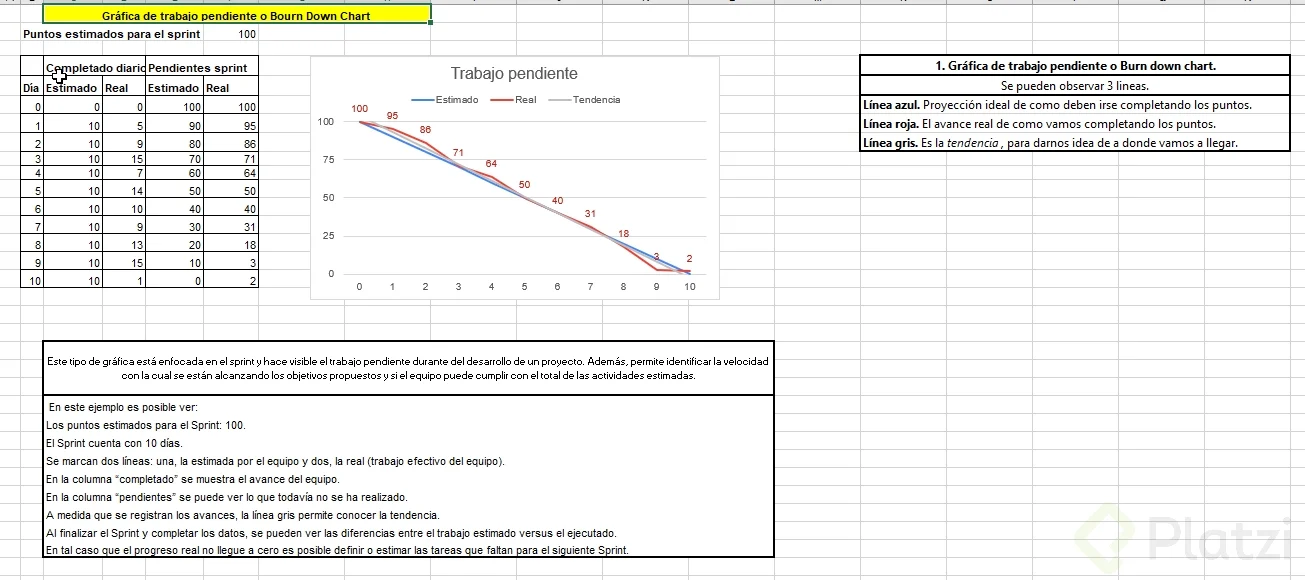 Gráfica de trabajo pendiente o Bourn Down Chart
Puntos estimados para el sprint 100
Completado diario Pendientes sprint
Día Estimado Real Estimado Real
0 0 0 100 100
1 10 5 90 95
2 10 9 80 86
3 10 15 70 71
4 10 7 60 64
5 10 14 50 50
6 10 10 40 40
7 10 9 30 31
8 10 13 20 18
9 10 15 10 3
10 10 1 0 2
Trabajo pendiente
Estimado Real Tendencia
100 95 86 71 64 50 40 31 18 3 2
100
75
50
25
0
0 1 2 3 4 5 6 7 8 9 10
1. Gráfica de trabajo pendiente o Burn down chart.
Se pueden observar 3 lineas.
Línea azul. Proyección ideal de como deben irse completando los puntos.
Línea roja. El avance real de como vamos completando los puntos.
Línea gris. Es la tendencia , para darnos idea de a donde vamos a llegar.
Este tipo de gráfica está enfocada en el sprint y hace visible el trabajo pendiente durante del desarrollo de un proyecto. Además, permite identificar la velocidad
con la cual se están alcanzando los objetivos propuestos y si el equipo puede cumplir con el total de las actividades estimadas.
En este ejemplo es posible ver:
Los puntos estimados para el Sprint: 100.
El Sprint cuenta con 10 días.
Se marcan dos líneas: una, la estimada por el equipo y dos, la real (trabajo efectivo del equipo).
En la columna “completado” se muestra el avance del equipo.
En la columna “pendientes” se puede ver lo que todavía no se ha realizado.
A medida que se registran los avances, la línea gris permite conocer la tendencia.
Al finalizar el Sprint y completar los datos, se pueden ver las diferencias entre el trabajo estimado versus el ejecutado.
En tal caso que el progreso real no llegue a cero es posible definir o estimar las tareas que faltan para el siguiente Sprint.
Platzi